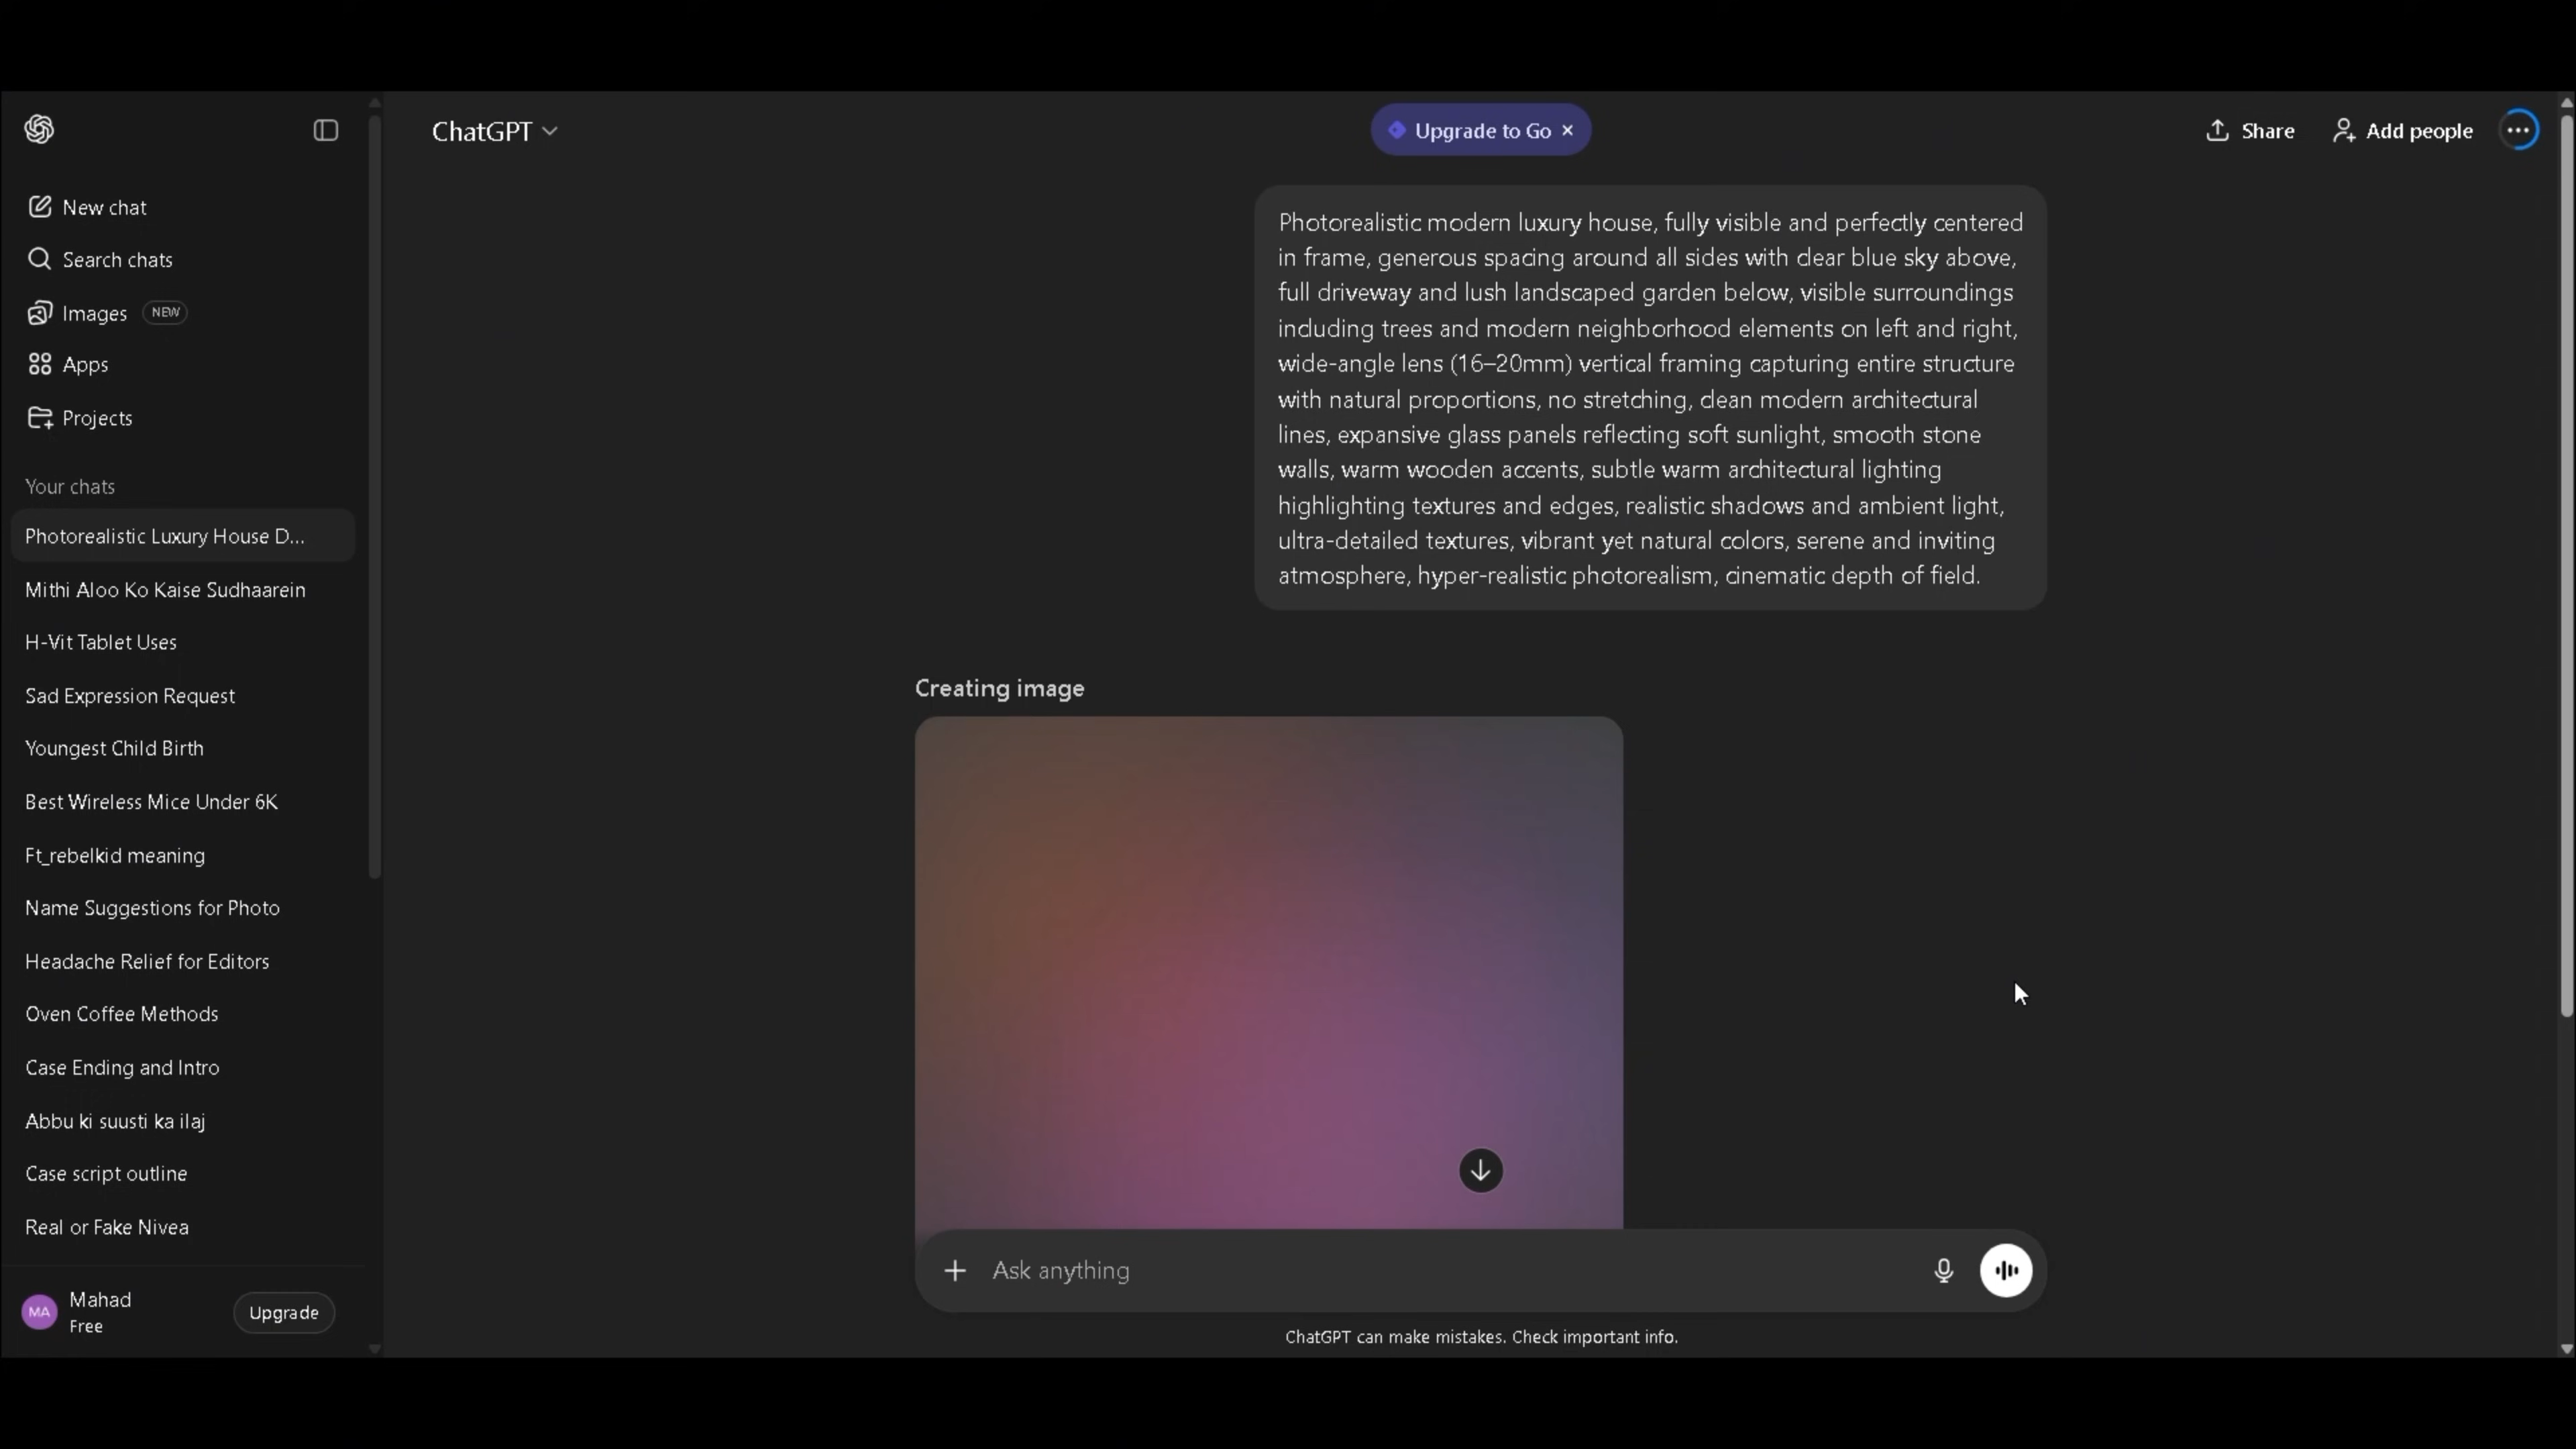 ChatGPT
Upgrade to Go
Share
Add people
New chat
Search chats
Images NEW
Apps
Projects
Your chats
Photorealistic Luxury House D...
Mithi Aloo Ko Kaise Sudhaarein
H-Vit Tablet Uses
Sad Expression Request
Youngest Child Birth
Best Wireless Mice Under 6K
Ft_rebelkid meaning
Name Suggestions for Photo
Headache Relief for Editors
Oven Coffee Methods
Case Ending and Intro
Abbu ki suusti ka ilaj
Case script outline
Real or Fake Nivea
MA
Mahad
Free
Upgrade
Photorealistic modern luxury house, fully visible and perfectly centered
in frame, generous spacing around all sides with clear blue sky above,
full driveway and lush landscaped garden below, visible surroundings
including trees and modern neighborhood elements on left and right,
wide-angle lens (16–20mm) vertical framing capturing entire structure
with natural proportions, no stretching, clean modern architectural
lines, expansive glass panels reflecting soft sunlight, smooth stone
walls, warm wooden accents, subtle warm architectural lighting
highlighting textures and edges, realistic shadows and ambient light,
ultra-detailed textures, vibrant yet natural colors, serene and inviting
atmosphere, hyper-realistic photorealism, cinematic depth of field.
Creating image
Ask anything
ChatGPT can make mistakes. Check important info.